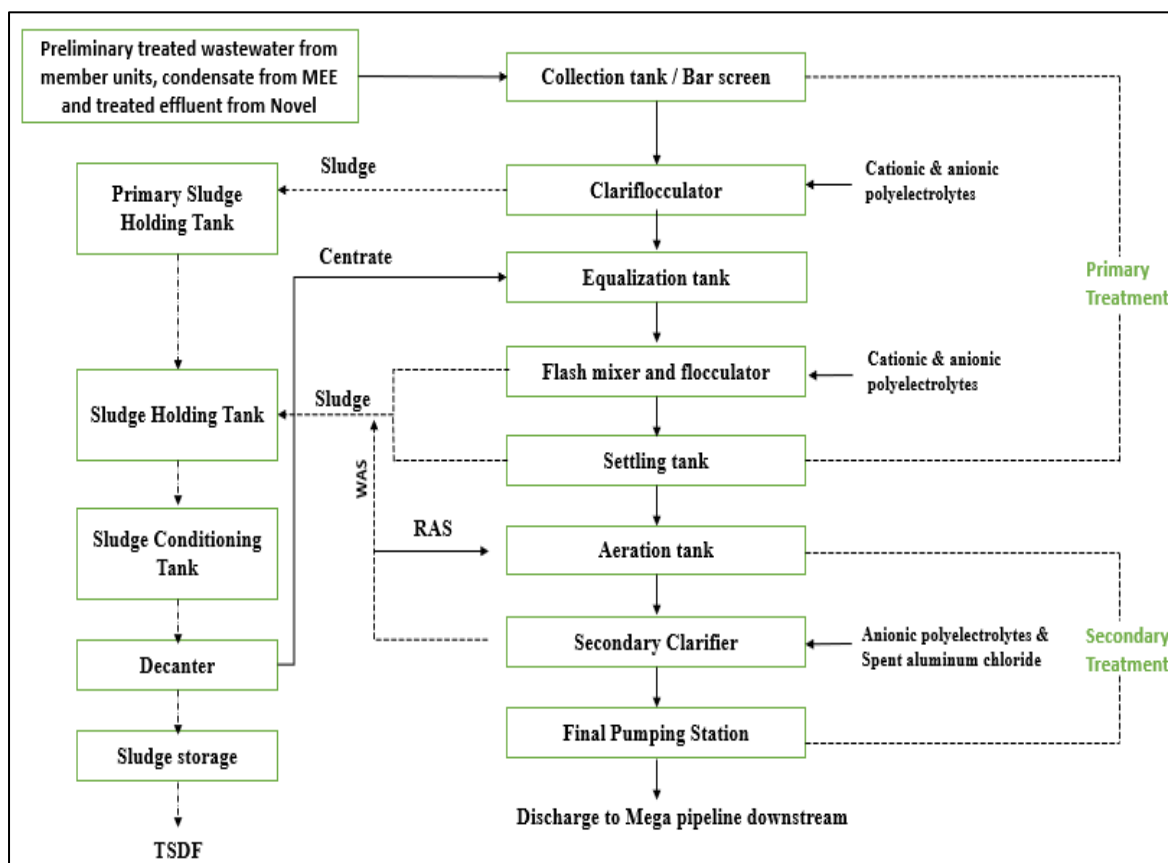 Preliminary treated wastewater from
member units, condensate from MEE
and treated effluent from Novel
Collection tank / Bar screen
Sludge
Primary Sludge
Holding Tank
Clariflocculator
Cationic & anionic
polyelectrolytes
Centrate
Equalization tank
Primary
Treatment
Flash mixer and flocculator
Cationic & anionic
polyelectrolytes
Sludge Holding Tank
Sludge
Settling tank
WAS
Sludge Conditioning
Tank
RAS
Aeration tank
Secondary Clarifier
Anionic polyelectrolytes &
Spent aluminum chloride
Secondary
Treatment
Decanter
Final Pumping Station
Sludge storage
Discharge to Mega pipeline downstream
TSDF